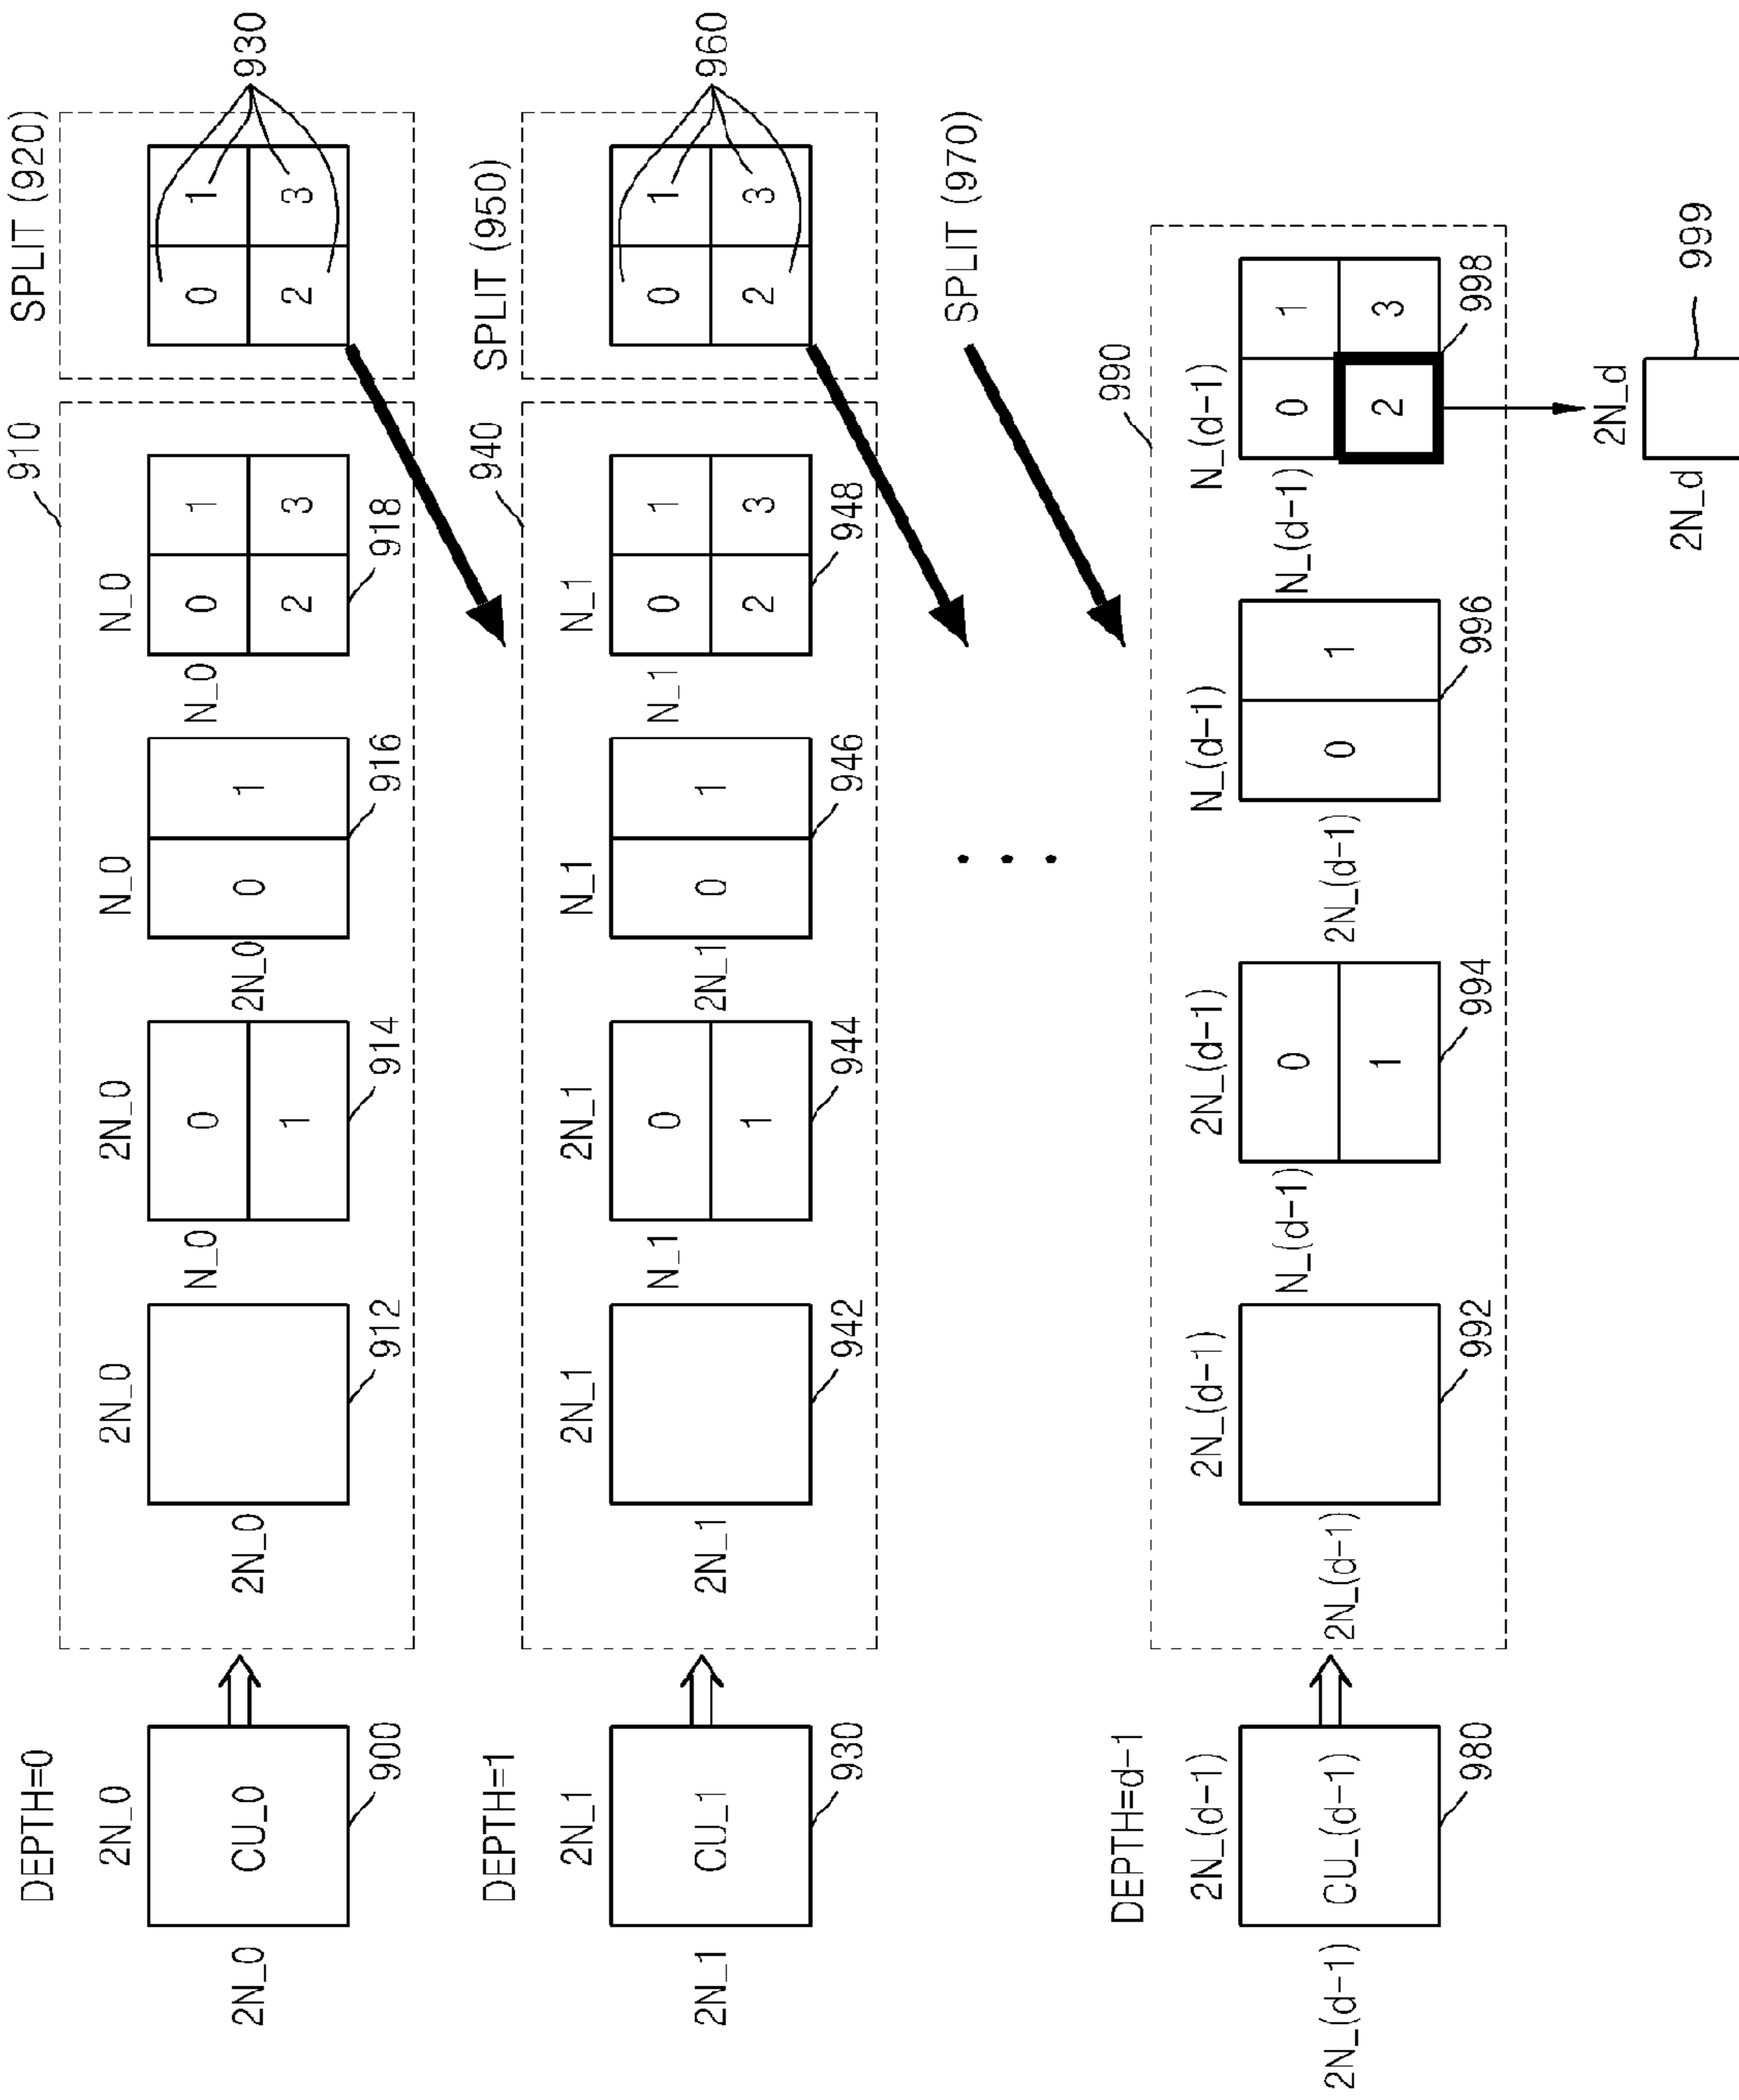 DEPTH=0
2N_0
2N_0
CU_0
900
910
2N_0
2N_0
912
2N_0
N_0
0
1
914
N_0
2N_0
0
1
916
N_0
N_0
0
1
2
3
918
SPLIT (920)
0
1
2
3
930
DEPTH=1
2N_1
2N_1
CU_1
930
940
2N_1
2N_1
942
2N_1
N_1
0
1
944
N_1
2N_1
0
1
946
N_1
N_1
0
1
2
3
948
SPLIT (950)
0
1
2
3
960
SPLIT (970)
DEPTH=d-1
2N_(d-1)
2N_(d-1)
CU_(d-1)
980
990
2N_(d-1)
2N_(d-1)
992
2N_(d-1)
N_(d-1)
0
1
994
N_(d-1)
2N_(d-1)
0
1
996
N_(d-1)
N_(d-1)
0
1
2
3
998
2N_d
2N_d
999